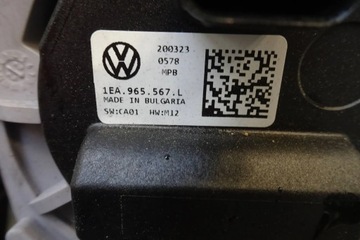 200323
0578
MPB
1EA.965.567.L
MADE IN BULGARIA
SW:CA01 HW:M12